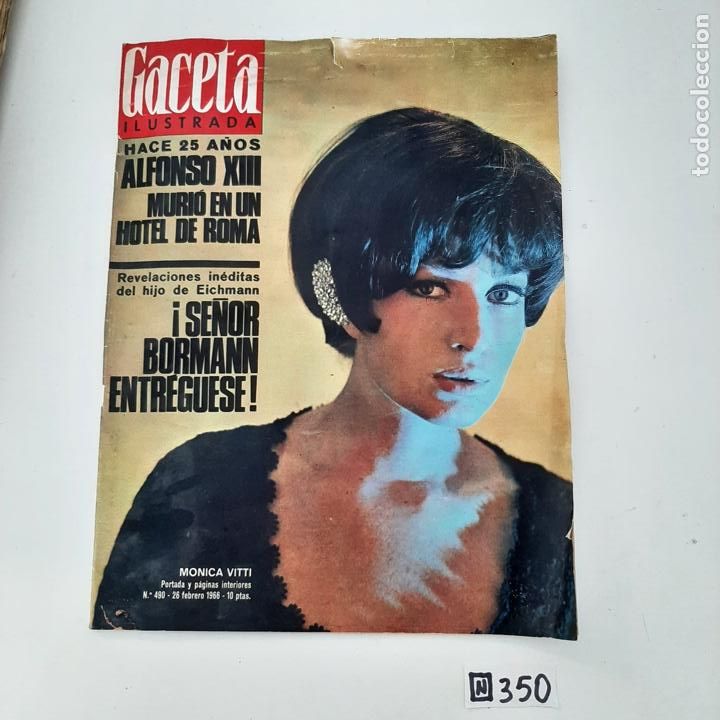 Gaceta
ILUSTRADA
HACE 25 AÑOS
ALFONSO XIII
MURIÓ EN UN
HOTEL DE ROMA
Revelaciones inéditas
del hijo de Eichmann
¡SEÑOR
BORMANN
ENTRÉGUESE!
MONICA VITTI
Portada y páginas interiores
N.° 490 - 26 febrero 1966 - 10 ptas.
N 350
todocoleccion